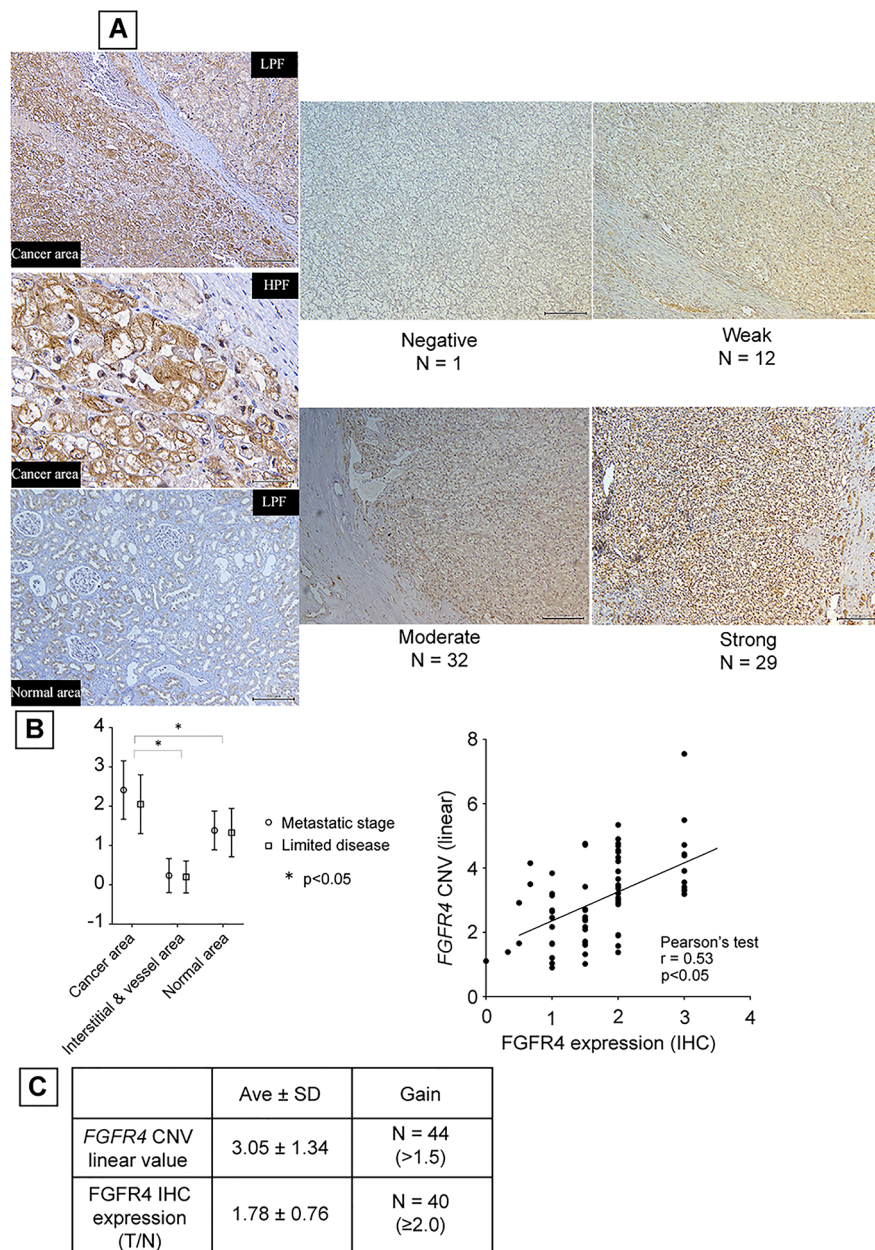 A
LPF
Cancer area
HPF
Cancer area
LPF
Normal area
Negative
N = 1
Weak
N = 12
Moderate
N = 32
Strong
N = 29
B
4
3
2
1
0
-1
*
*
Cancer area
Interstitial & vessel area
Normal area
Metastatic stage
Limited disease
* p<0.05
FGFR4 CNV (linear)
8
6
4
2
0
0 1 2 3 4
FGFR4 expression (IHC)
Pearson's test
r = 0.53
p<0.05
C
Ave ± SD Gain
FGFR4 CNV
linear value
3.05 ± 1.34
N = 44
(>1.5)
FGFR4 IHC
expression
(T/N)
1.78 ± 0.76
N = 40
(≥2.0)